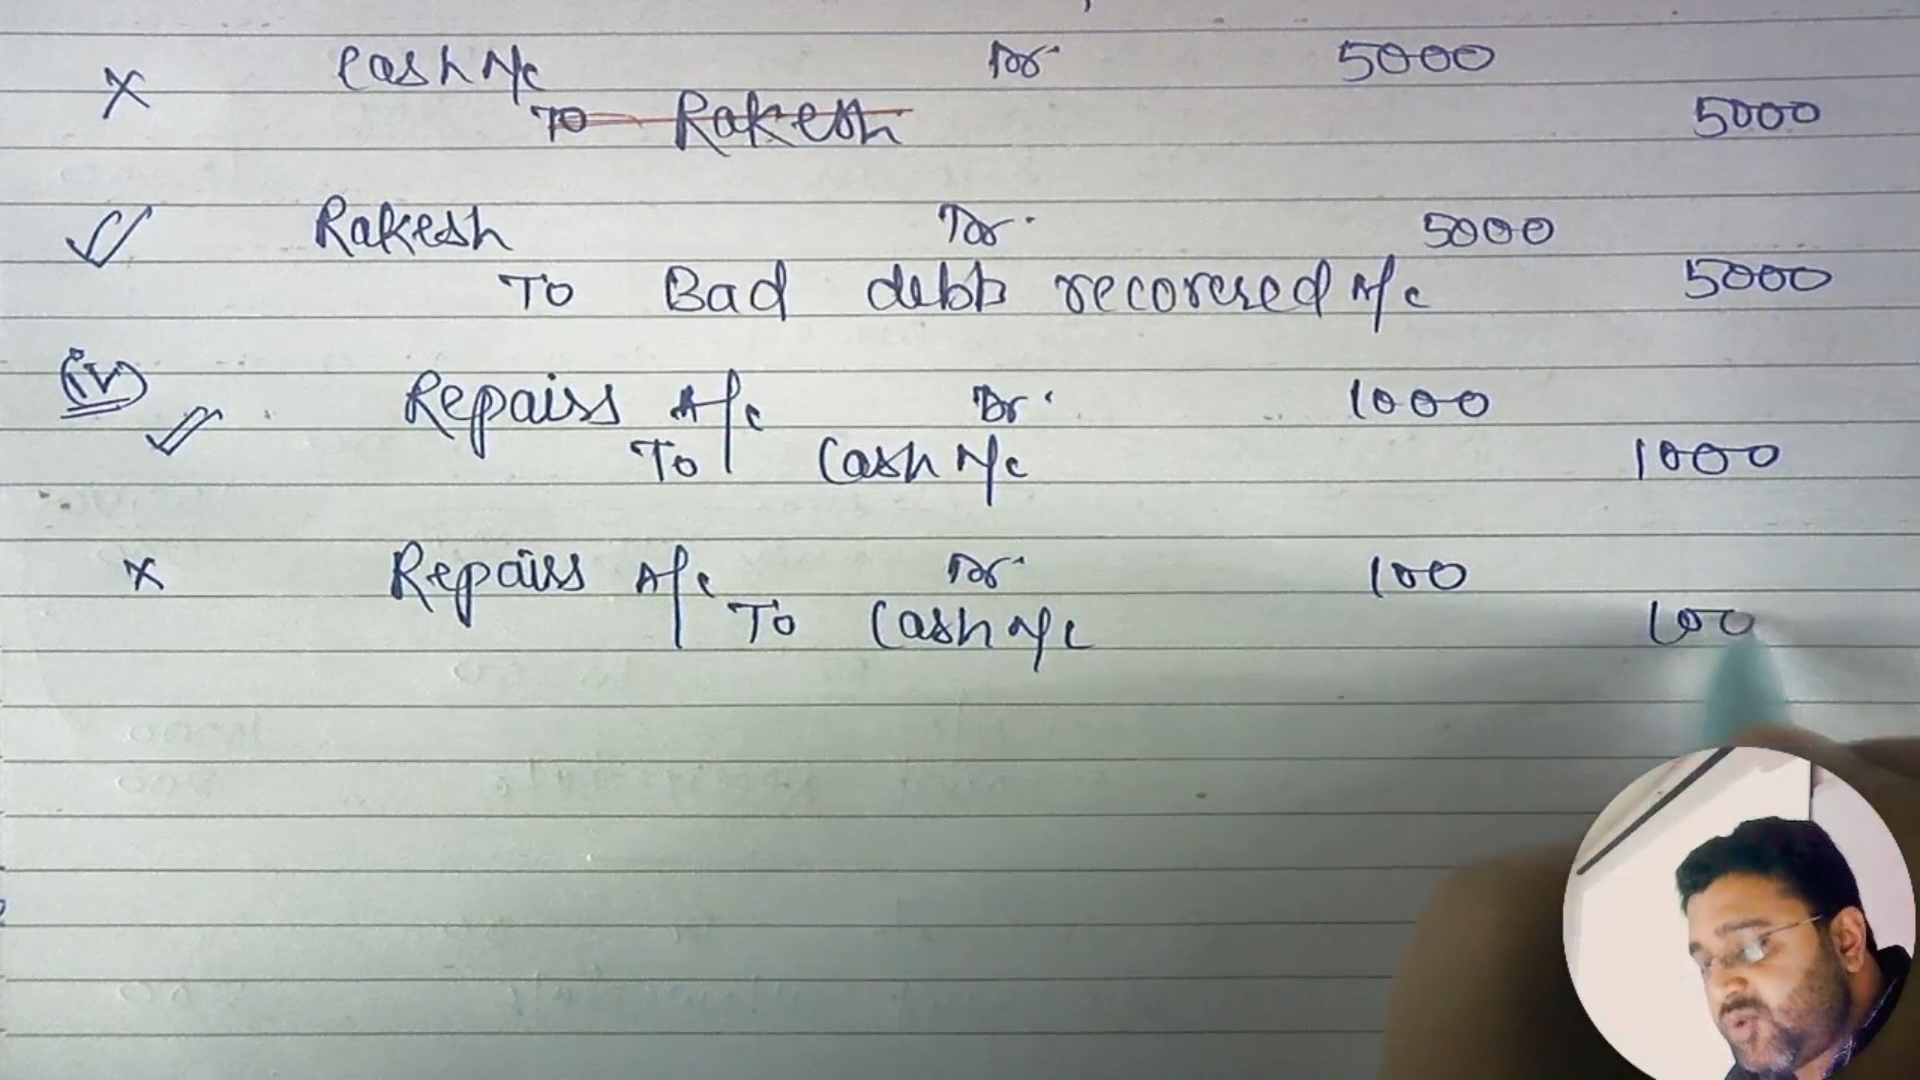 X Cash A/c Dr 5000
To Rakesh 5000
Rakesh Dr. 5000
To Bad debts recovered A/c 5000
(iv) Repairs A/c Dr. 1000
To Cash A/c 1000
X Repairs A/c Dr. 100
To Cash A/c 100